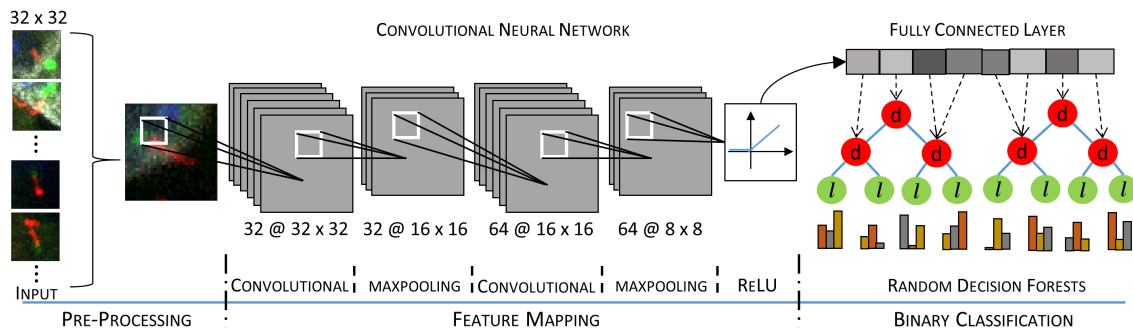 32 x 32
CONVOLUTIONAL NEURAL NETWORK
FULLY CONNECTED LAYER
d d
d d d d
l l l l l l l l
32 @ 32 x 32 32 @ 16 x 16 64 @ 16 x 16 64 @ 8 x 8
INPUT
CONVOLUTIONAL MAXPOOLING CONVOLUTIONAL MAXPOOLING RELU
RANDOM DECISION FORESTS
PRE-PROCESSING FEATURE MAPPING BINARY CLASSIFICATION